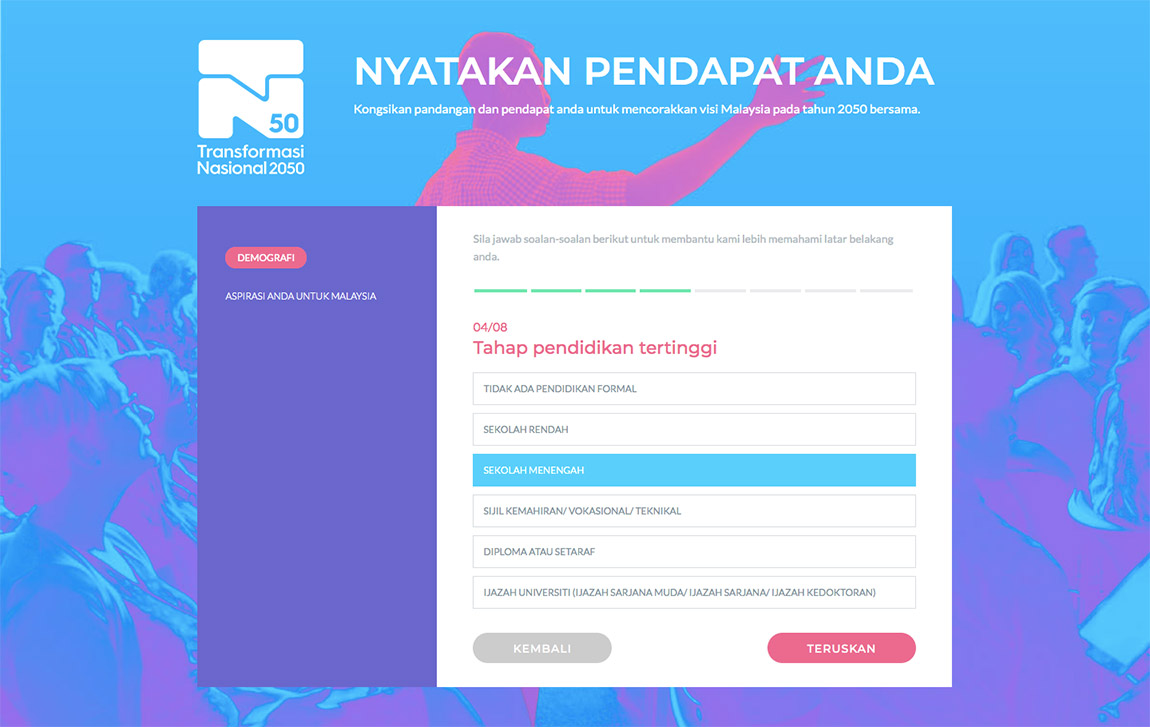 50
Transformasi
Nasional 2050
NYATAKAN PENDAPAT ANDA
Kongsikan pandangan dan pendapat anda untuk mencorakkan visi Malaysia pada tahun 2050 bersama.
DEMOGRAFI
ASPIRASI ANDA UNTUK MALAYSIA
Sila jawab soalan-soalan berikut untuk membantu kami lebih memahami latar belakang
anda.
04/08
Tahap pendidikan tertinggi
TIDAK ADA PENDIDIKAN FORMAL
SEKOLAH RENDAH
SEKOLAH MENENGAH
SIJIL KEMAHIRAN/ VOKASIONAL/ TEKNIKAL
DIPLOMA ATAU SETARAF
IJAZAH UNIVERSITI (IJAZAH SARJANA MUDA/ IJAZAH SARJANA/ IJAZAH KEDOKTORAN)
KEMBALI
TERUSKAN